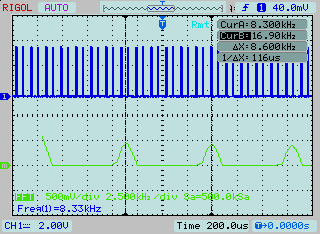 RIGOL AUTO f 1 40.0mV
Rmt
CurA: 8.300kHz
CurB: 16.90kHz
ΔX: 8.600kHz
1/ΔX: 116us
1
m
FFT 500mV/div 2.500kHz/div Sa=500.0kSa
Freq(1)=8.33kHz
CH1 2.00V Time 200.0us T→0.0000s